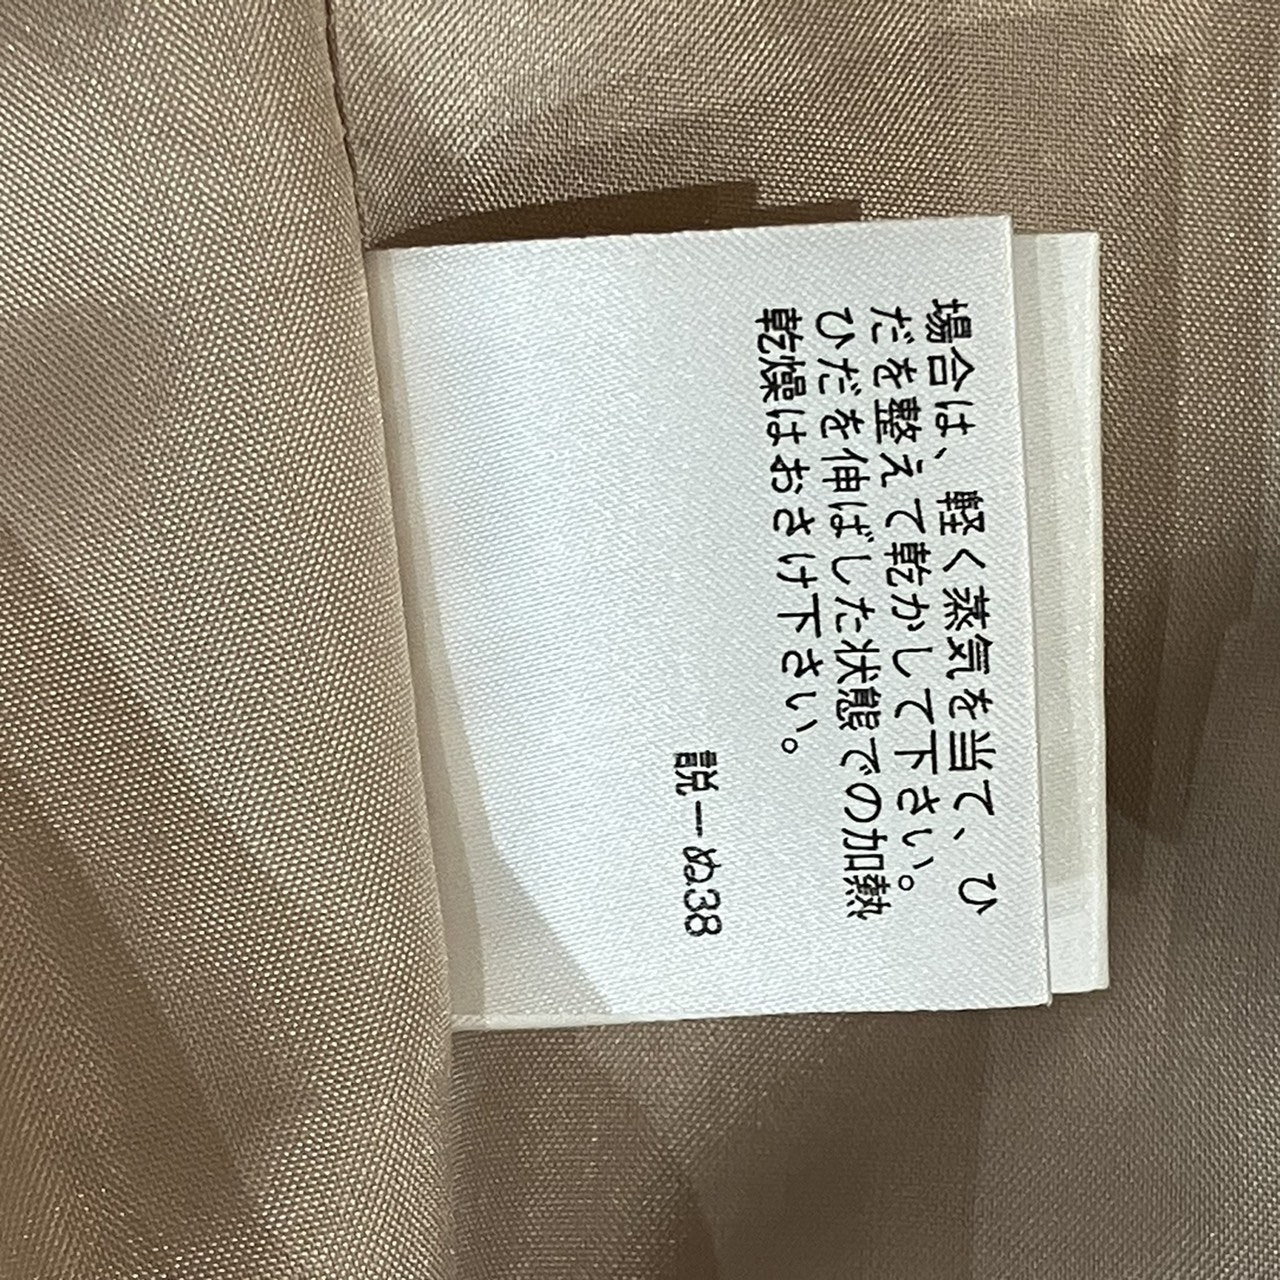 場合は、軽く蒸気を当て、ひ
だを整えて乾かして下さい。
ひだを伸ばした状態での加熱
乾燥はおさけ下さい。
説ーぬ38